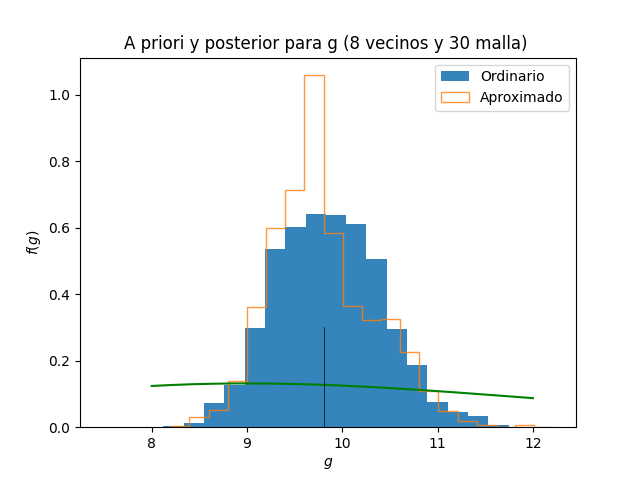 A priori y posterior para g (8 vecinos y 30 malla)
Ordinario
Aproximado
1.0
0.8
0.6
0.4
0.2
0.0
f(g)
8 9 10 11 12
g